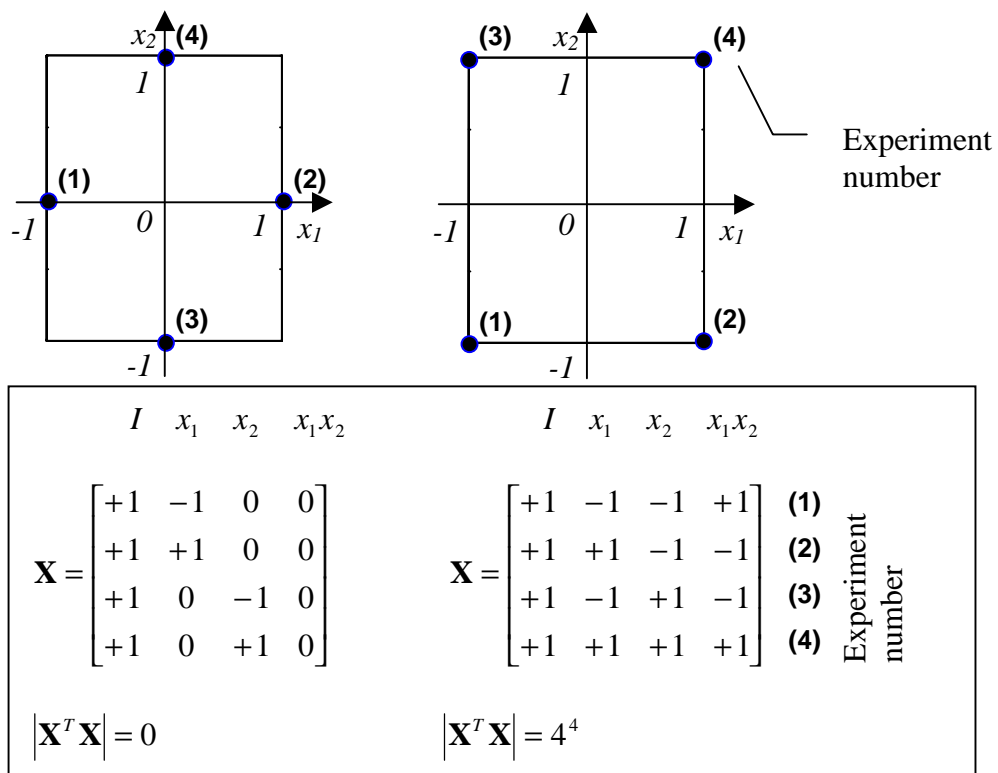 x₂ (4)
1
(1) (2)
-1 0 1 x₁
(3)
-1
(3) x₂ (4)
1
Experiment
number
-1 0 1 x₁
(1) (2)
-1
I x₁ x₂ x₁x₂
X = [+1 −1 0 0
+1 +1 0 0
+1 0 −1 0
+1 0 +1 0]
|XᵀX| = 0
I x₁ x₂ x₁x₂
X = [+1 −1 −1 +1 (1)
+1 +1 −1 −1 (2)
+1 −1 +1 −1 (3)
+1 +1 +1 +1] (4)
Experiment
number
|XᵀX| = 4⁴